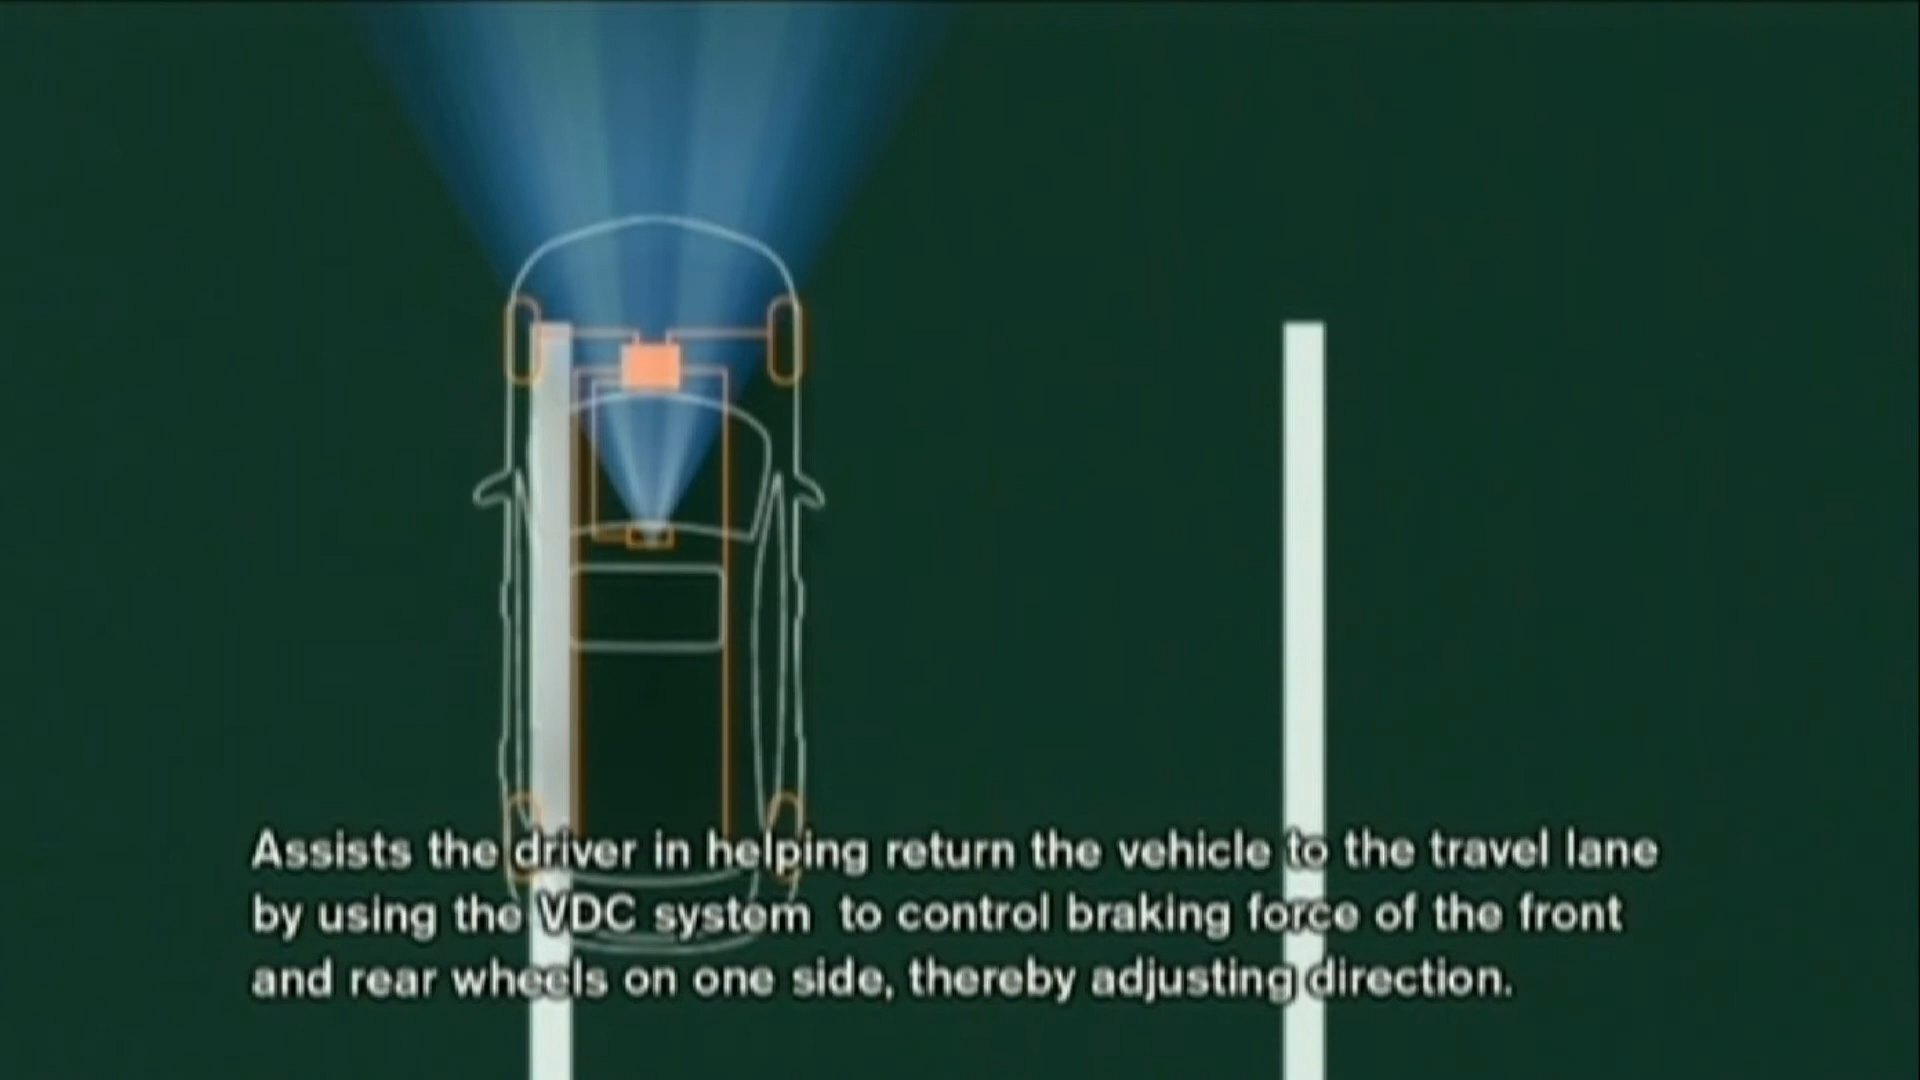 Assists the driver in helping return the vehicle to the travel lane
by using the VDC system to control braking force of the front
and rear wheels on one side, thereby adjusting direction.